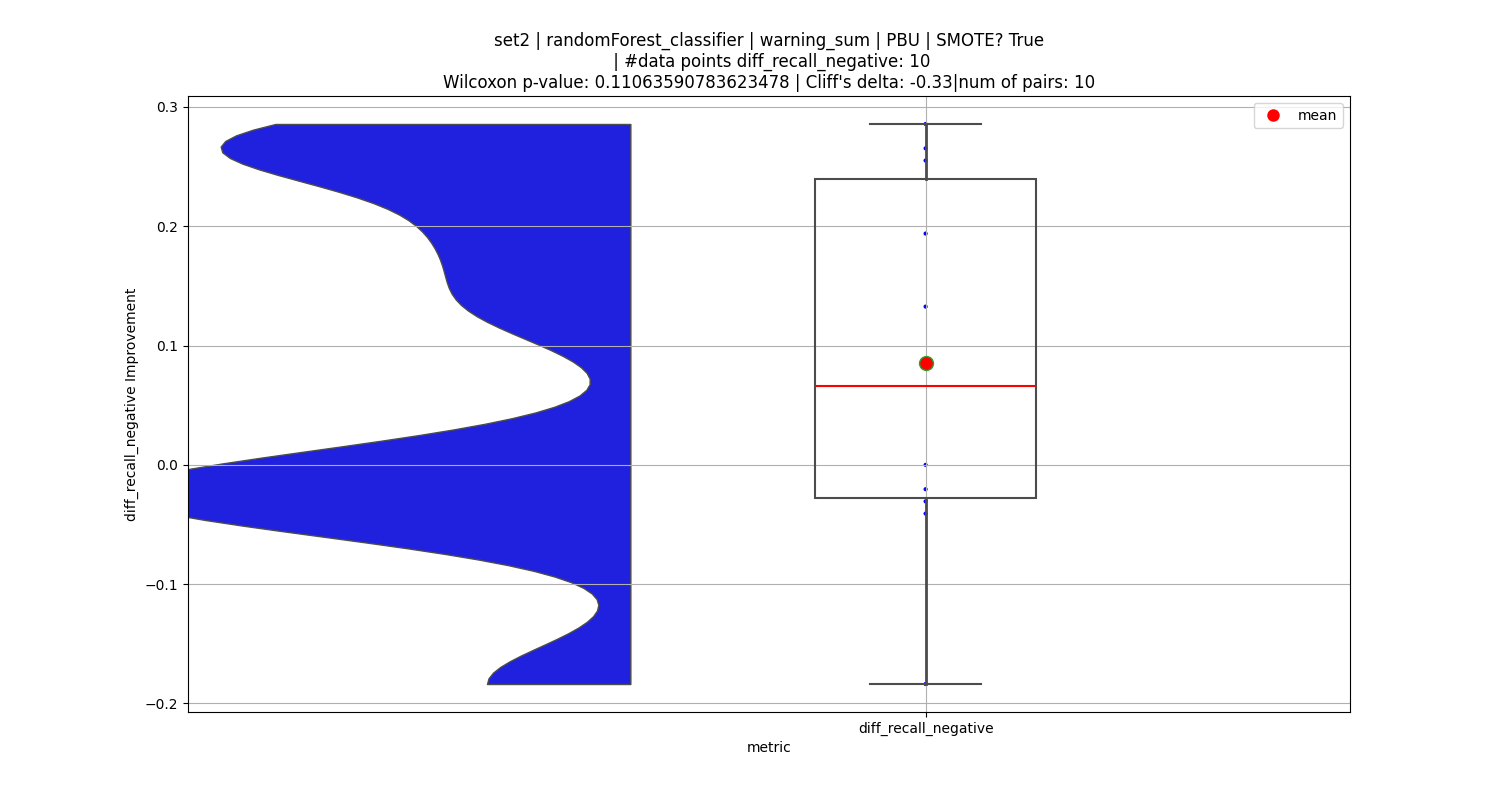 set2 | randomForest_classifier | warning_sum | PBU | SMOTE? True
| #data points diff_recall_negative: 10
Wilcoxon p-value: 0.11063590783623478 | Cliff's delta: -0.33|num of pairs: 10
mean
0.3
0.2
0.1
0.0
−0.1
−0.2
diff_recall_negative Improvement
diff_recall_negative
metric